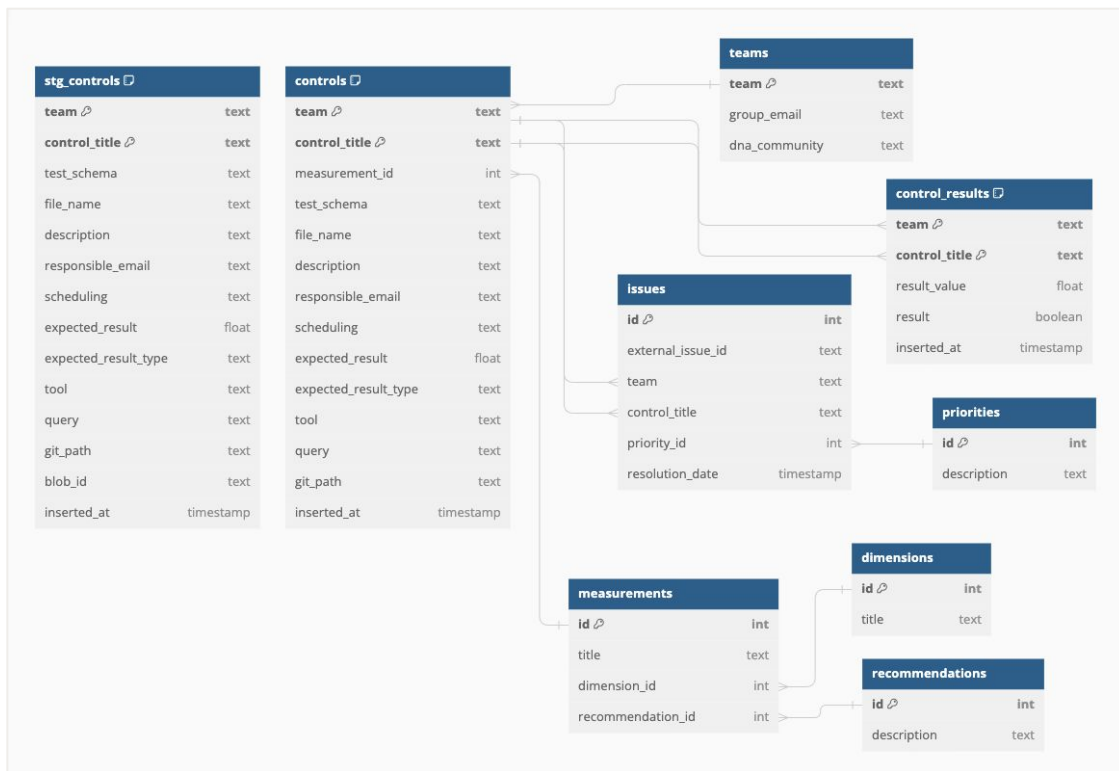 stg_controls
team text
control_title text
test_schema text
file_name text
description text
responsible_email text
scheduling text
expected_result float
expected_result_type text
tool text
query text
git_path text
blob_id text
inserted_at timestamp
controls
team text
control_title text
measurement_id int
test_schema text
file_name text
description text
responsible_email text
scheduling text
expected_result float
expected_result_type text
tool text
query text
git_path text
inserted_at timestamp
teams
team text
group_email text
dna_community text
control_results
team text
control_title text
result_value float
result boolean
inserted_at timestamp
issues
id int
external_issue_id text
team text
control_title text
priority_id int
resolution_date timestamp
priorities
id int
description text
dimensions
id int
title text
measurements
id int
title text
dimension_id int
recommendation_id int
recommendations
id int
description text